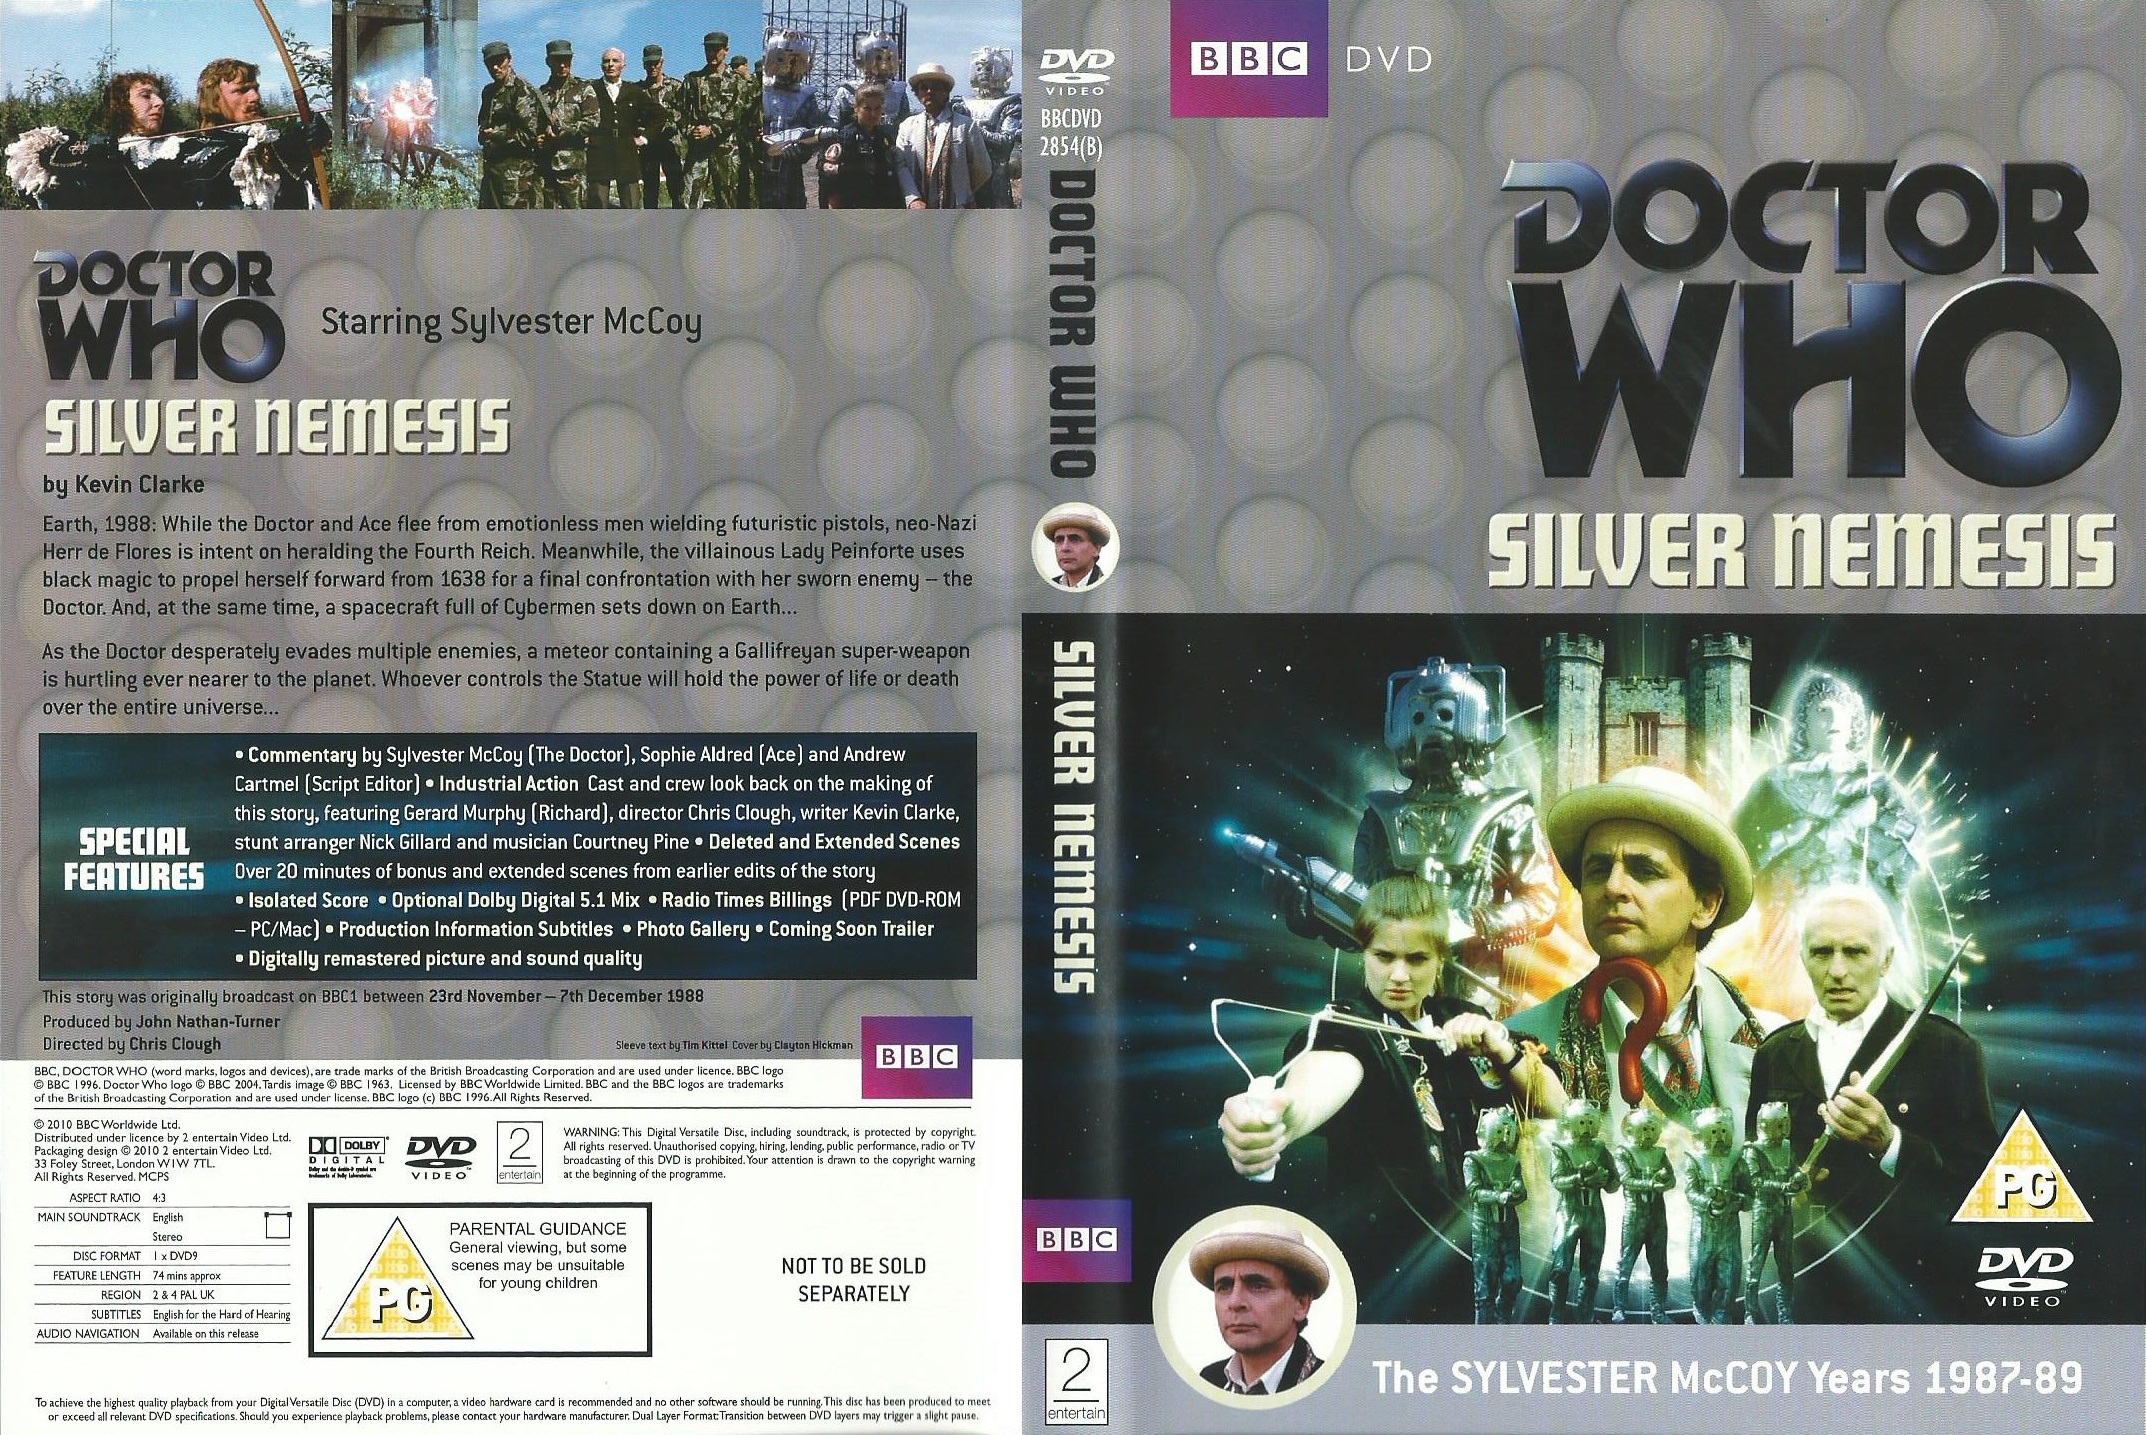 DOCTOR
WHO
Starring Sylvester McCoy
SILVER NEMESIS
by Kevin Clarke
Earth, 1988: While the Doctor and Ace flee from emotionless men wielding futuristic pistols, neo-Nazi
Herr de Flores is intent on heralding the Fourth Reich. Meanwhile, the villainous Lady Peinforte uses
black magic to propel herself forward from 1638 for a final confrontation with her sworn enemy – the
Doctor. And, at the same time, a spacecraft full of Cybermen sets down on Earth...
As the Doctor desperately evades multiple enemies, a meteor containing a Gallifreyan super-weapon
is hurtling ever nearer to the planet. Whoever controls the Statue will hold the power of life or death
over the entire universe...
SPECIAL
FEATURES
• Commentary by Sylvester McCoy (The Doctor), Sophie Aldred (Ace) and Andrew
Cartmel (Script Editor) • Industrial Action Cast and crew look back on the making of
this story, featuring Gerard Murphy (Richard), director Chris Clough, writer Kevin Clarke,
stunt arranger Nick Gillard and musician Courtney Pine • Deleted and Extended Scenes
Over 20 minutes of bonus and extended scenes from earlier edits of the story
• Isolated Score • Optional Dolby Digital 5.1 Mix • Radio Times Billings (PDF DVD-ROM
– PC/Mac) • Production Information Subtitles • Photo Gallery • Coming Soon Trailer
• Digitally remastered picture and sound quality
This story was originally broadcast on BBC1 between 23rd November – 7th December 1988
Produced by John Nathan-Turner
Directed by Chris Clough
Sleeve text by Tim Kittel Cover by Clayton Hickman
BBC
BBC, DOCTOR WHO (word marks, logos and devices), are trade marks of the British Broadcasting Corporation and are used under licence. BBC logo
© BBC 1996. Doctor Who logo © BBC 2004. Tardis image © BBC 1963. Licensed by BBC Worldwide Limited. BBC and the BBC logos are trademarks
of the British Broadcasting Corporation and are used under license. BBC logo (c) BBC 1996. All Rights Reserved.
© 2010 BBC Worldwide Ltd.
Distributed under licence by 2 entertain Video Ltd.
Packaging design © 2010 2 entertain Video Ltd.
33 Foley Street, London W1W 7TL.
All Rights Reserved. MCPS
DOLBY
DIGITAL
Dolby and the double-D symbol are
trademarks of Dolby Laboratories.
DVD
VIDEO
2
entertain
WARNING: This Digital Versatile Disc, including soundtrack, is protected by copyright.
All rights reserved. Unauthorised copying, hiring, lending, public performance, radio or TV
broadcasting of this DVD is prohibited. Your attention is drawn to the copyright warning
at the beginning of the programme.
ASPECT RATIO 4:3
MAIN SOUNDTRACK English
Stereo
DISC FORMAT 1 x DVD9
FEATURE LENGTH 74 mins approx
REGION 2 & 4 PAL UK
SUBTITLES English for the Hard of Hearing
AUDIO NAVIGATION Available on this release
PG
PARENTAL GUIDANCE
General viewing, but some
scenes may be unsuitable
for young children
NOT TO BE SOLD
SEPARATELY
To achieve the highest quality playback from your Digital Versatile Disc (DVD) in a computer, a video hardware card is recommended and no other software should be running. This disc has been produced to meet
or exceed all relevant DVD specifications. Should you experience playback problems, please contact your hardware manufacturer. Dual Layer Format: Transition between DVD layers may trigger a slight pause.
DVD
VIDEO
BBCDVD
2854(B)
DOCTOR WHO
SILVER NEMESIS
BBC
2
entertain
BBC DVD
DOCTOR
WHO
SILVER NEMESIS
PG
DVD
VIDEO
The SYLVESTER McCOY Years 1987-89